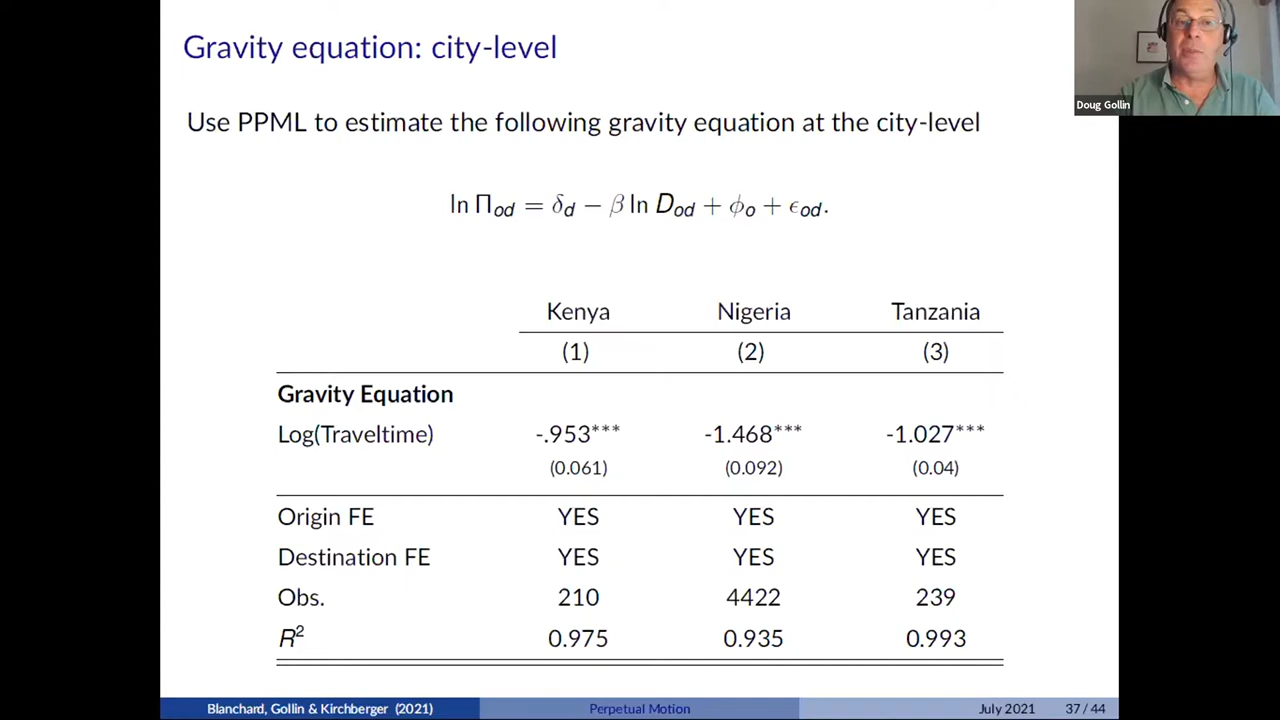 Gravity equation: city-level
Doug Gollin
Use PPML to estimate the following gravity equation at the city-level
ln Π_od = δ_d − β ln D_od + ϕ_o + ϵ_od.
Kenya Nigeria Tanzania
(1) (2) (3)
Gravity Equation
Log(Traveltime) -.953*** -1.468*** -1.027***
(0.061) (0.092) (0.04)
Origin FE YES YES YES
Destination FE YES YES YES
Obs. 210 4422 239
R² 0.975 0.935 0.993
Blanchard, Gollin & Kirchberger (2021) Perpetual Motion July 2021 37 / 44